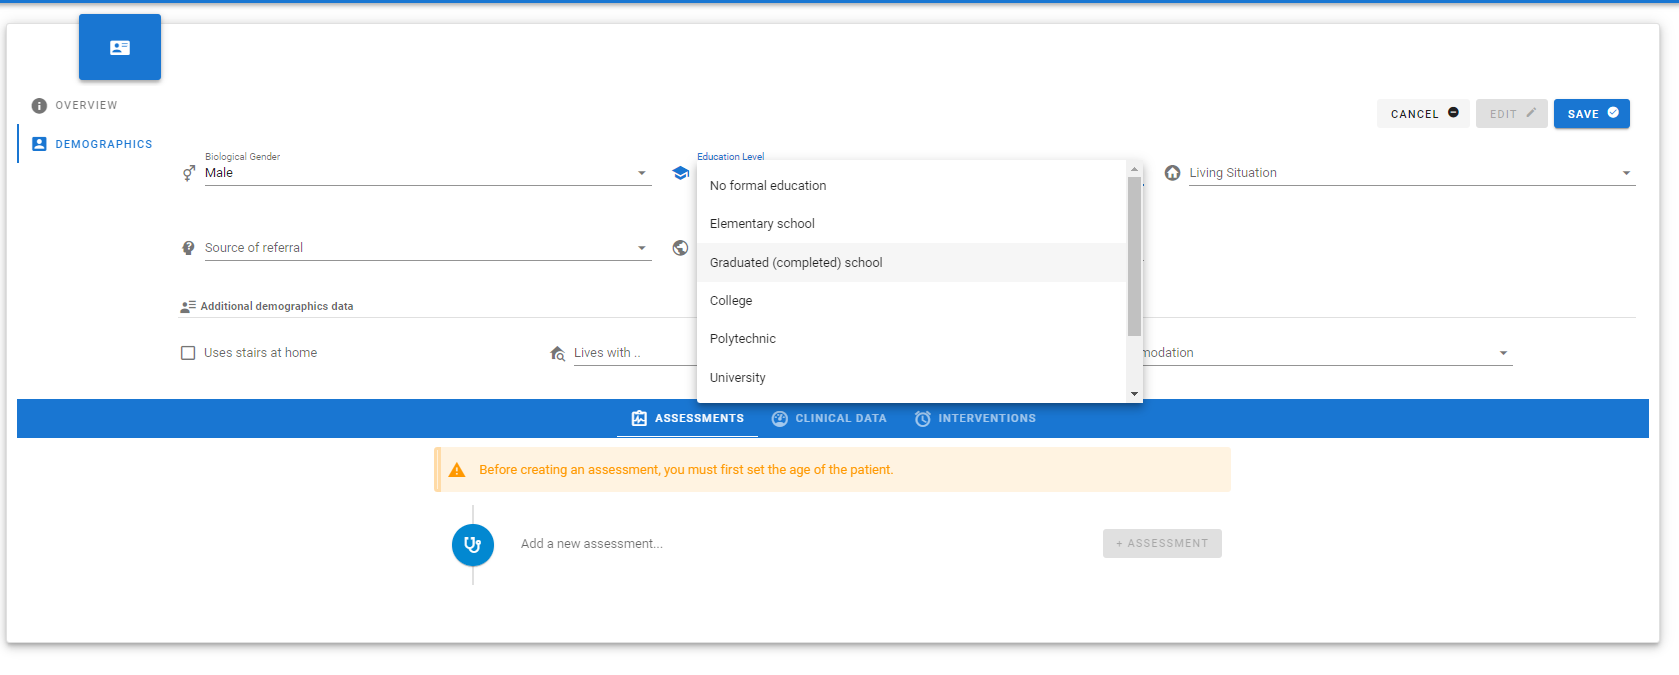 OVERVIEW
CANCEL
EDIT
SAVE
DEMOGRAPHICS
Biological Gender
Male
Education Level
Living Situation
No formal education
Elementary school
Graduated (completed) school
College
Polytechnic
University
Source of referral
Additional demographics data
Uses stairs at home
Lives with ..
modation
ASSESSMENTS
CLINICAL DATA
INTERVENTIONS
Before creating an assessment, you must first set the age of the patient.
Add a new assessment...
+ ASSESSMENT